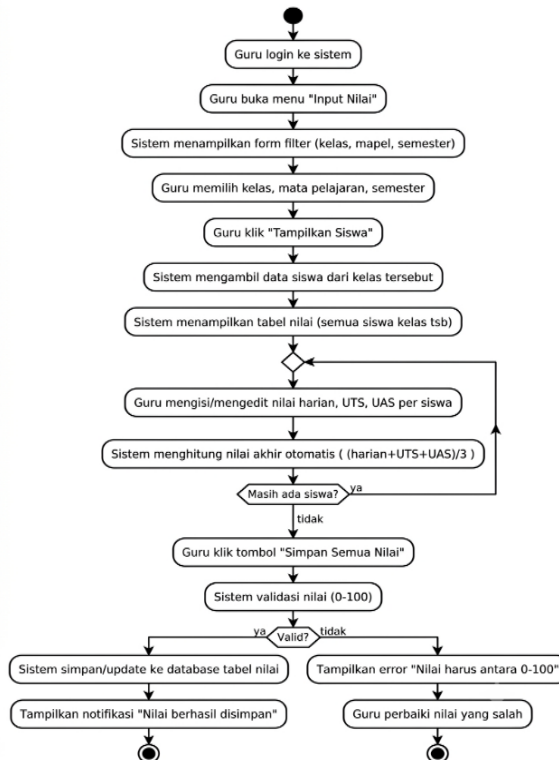 Guru login ke sistem
Guru buka menu "Input Nilai"
Sistem menampilkan form filter (kelas, mapel, semester)
Guru memilih kelas, mata pelajaran, semester
Guru klik "Tampilkan Siswa"
Sistem mengambil data siswa dari kelas tersebut
Sistem menampilkan tabel nilai (semua siswa kelas tsb)
Guru mengisi/mengedit nilai harian, UTS, UAS per siswa
Sistem menghitung nilai akhir otomatis ( (harian+UTS+UAS)/3 )
Masih ada siswa?
ya
tidak
Guru klik tombol "Simpan Semua Nilai"
Sistem validasi nilai (0-100)
ya
Valid?
tidak
Sistem simpan/update ke database tabel nilai
Tampilkan error "Nilai harus antara 0-100"
Tampilkan notifikasi "Nilai berhasil disimpan"
Guru perbaiki nilai yang salah